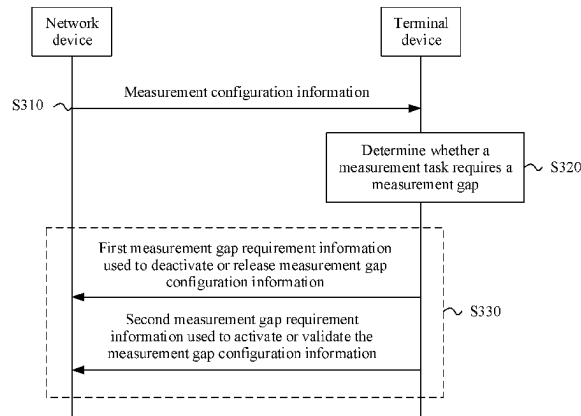 Network
device
Terminal
device
Measurement configuration information
S310
Determine whether a
measurement task requires a
measurement gap
S320
First measurement gap requirement information
used to deactivate or release measurement gap
configuration information
S330
Second measurement gap requirement
information used to activate or validate the
measurement gap configuration information